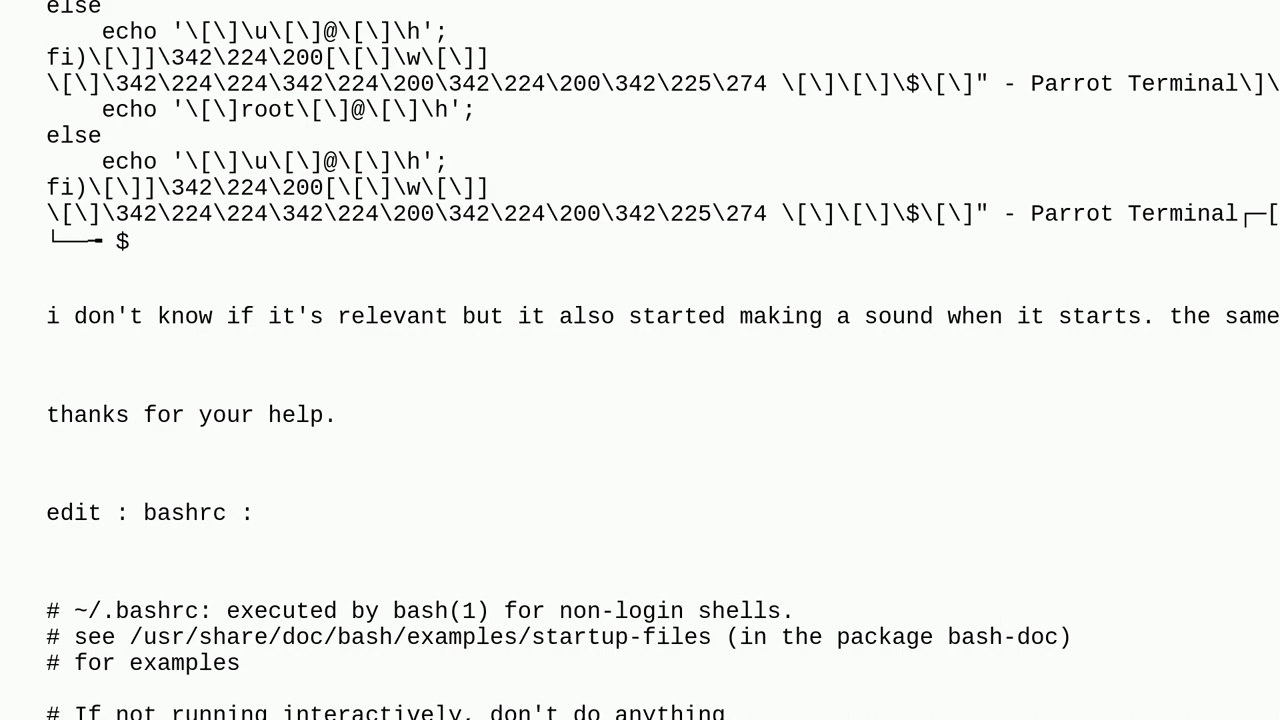 else
    echo '\[\]\u\[\]@\[\]\h';
fi)\[\]]\342\224\200[\[\]\w\[\]]
\[\]\342\224\224\342\224\200\342\224\200\342\225\274 \[\]\[\]\$\[\]" - Parrot Terminal\]\
    echo '\[\]root\[\]@\[\]\h';
else
    echo '\[\]\u\[\]@\[\]\h';
fi)\[\]]\342\224\200[\[\]\w\[\]]
\[\]\342\224\224\342\224\200\342\224\200\342\225\274 \[\]\[\]\$\[\]" - Parrot Terminal┌─[
└──╼ $
i don't know if it's relevant but it also started making a sound when it starts. the same
thanks for your help.
edit : bashrc :
# ~/.bashrc: executed by bash(1) for non-login shells.
# see /usr/share/doc/bash/examples/startup-files (in the package bash-doc)
# for examples
# If not running interactively, don't do anything